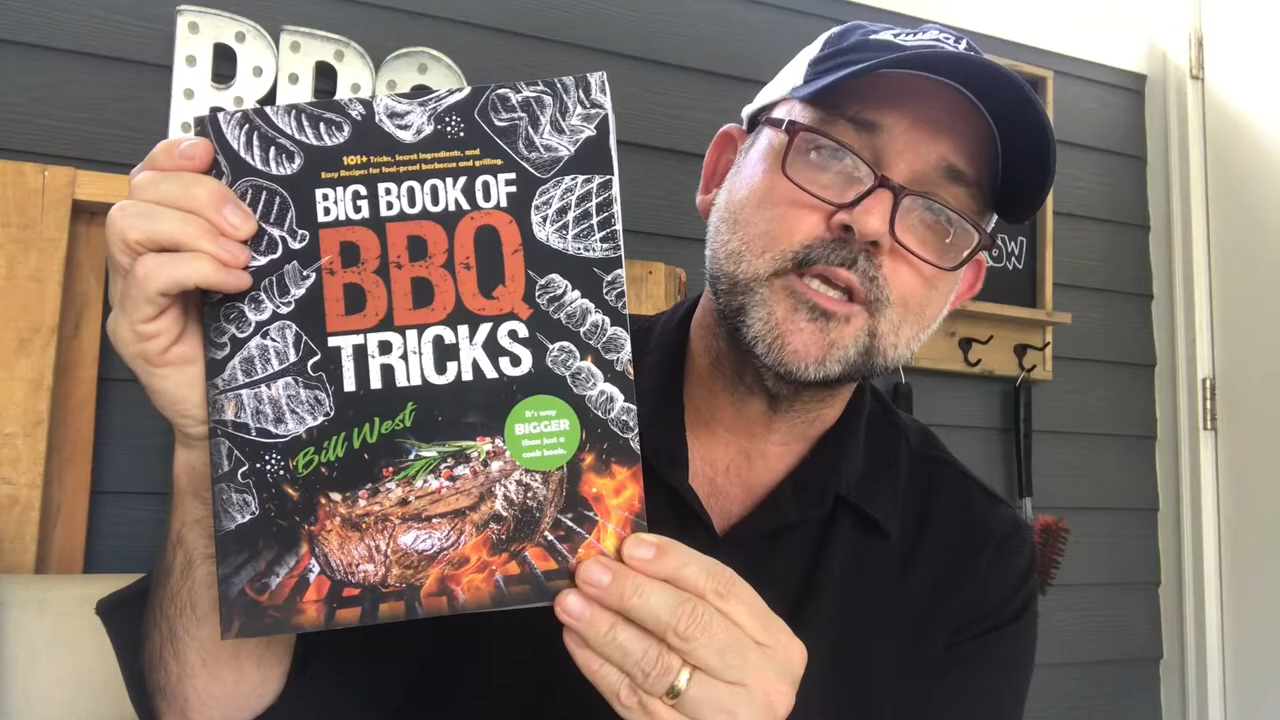 BBQ
101+ Tricks, Secret Ingredients, and
Easy Recipes for fool-proof barbecue and grilling.
BIG BOOK OF
BBQ
TRICKS
Bill West
It's way
BIGGER
than just a
cook book.